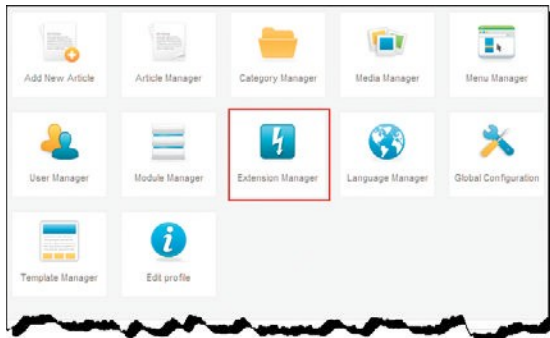 Add New Article
Article Manager
Category Manager
Media Manager
Menu Manager
User Manager
Module Manager
Extension Manager
Language Manager
Global Configuration
Template Manager
Edit profile